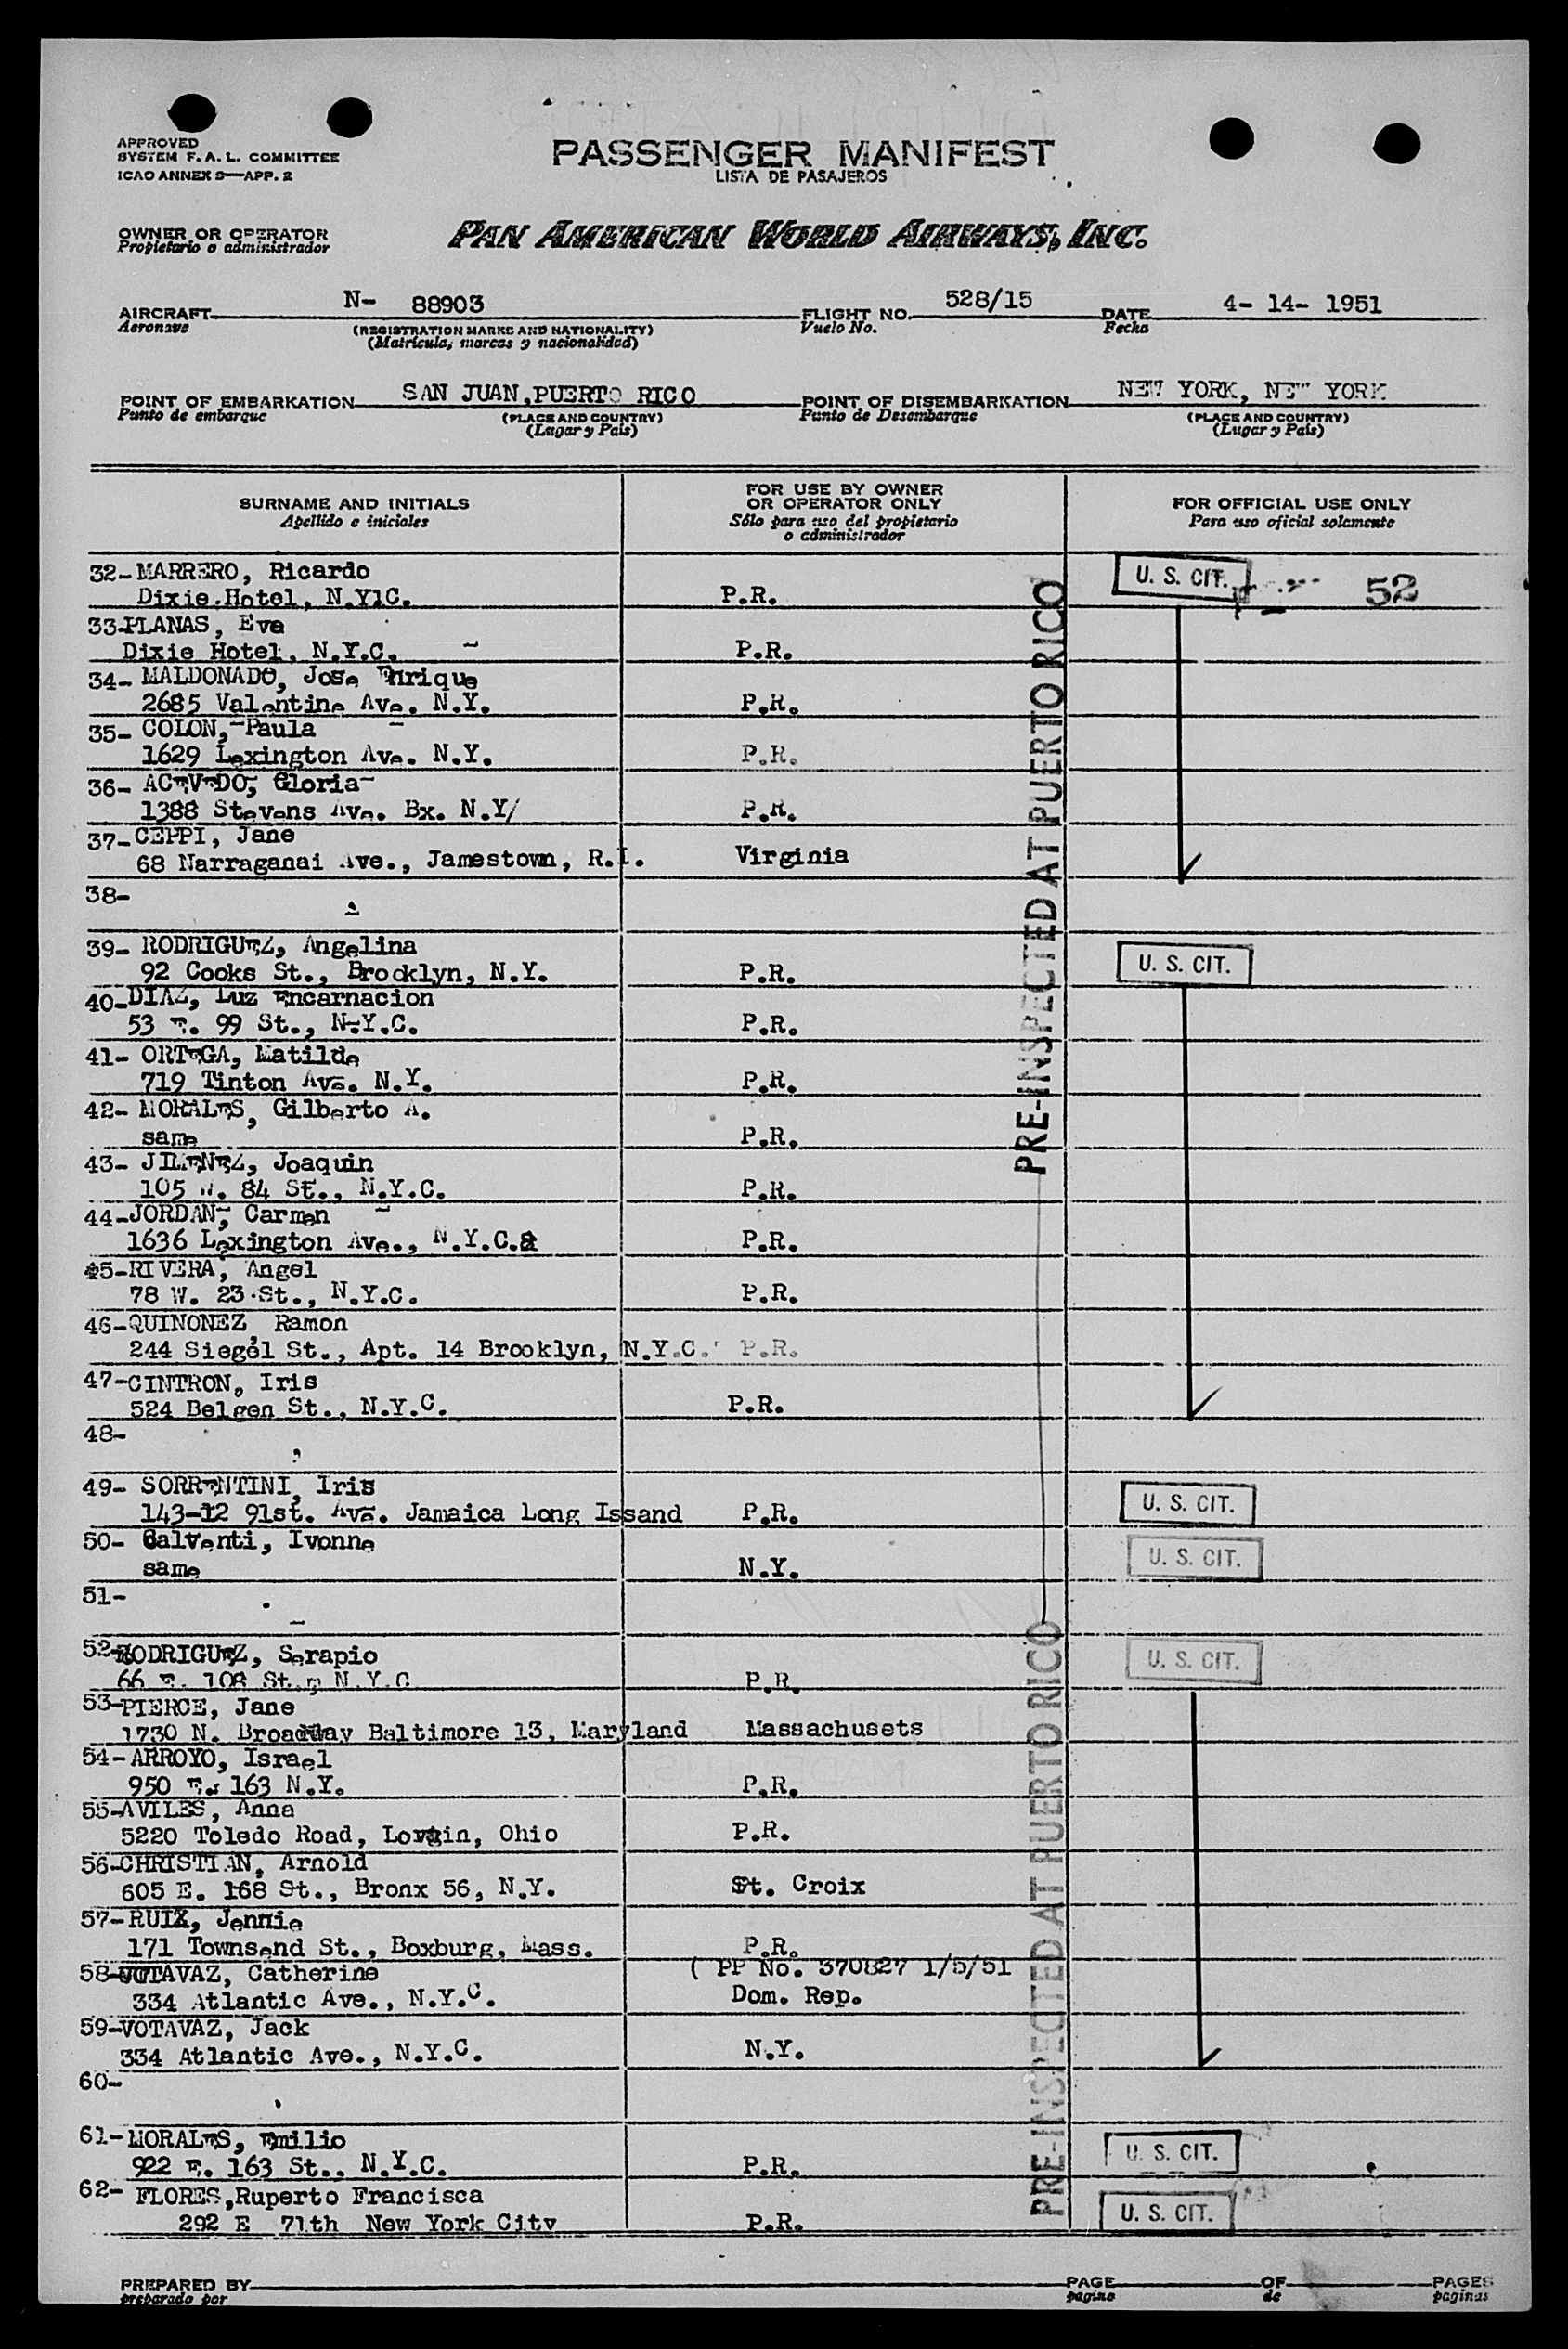 APPROVED
SYSTEM F. A. L. COMMITTEE
ICAO ANNEX 9—APP. 2
PASSENGER MANIFEST
LISTA DE PASAJEROS
OWNER OR OPERATOR
Propietario o administrador
PAN AMERICAN WORLD AIRWAYS, INC.
AIRCRAFT N- 88903 FLIGHT NO. 528/15 DATE 4- 14- 1951
Aeronave (REGISTRATION MARKS AND NATIONALITY) Vuelo No. Fecha
(Matricula, marcas y nacionalidad)
POINT OF EMBARKATION SAN JUAN,PUERTO RICO POINT OF DISEMBARKATION NEW YORK, NEW YORK
Punto de embarque (PLACE AND COUNTRY) Punto de Desembarque (PLACE AND COUNTRY)
(Lugar y Pais) (Lugar y Pais)
SURNAME AND INITIALS
Apellido e iniciales
FOR USE BY OWNER
OR OPERATOR ONLY
Sólo para uso del propietario
o administrador
FOR OFFICIAL USE ONLY
Para uso oficial solamente
32- MARRERO, Ricardo U. S. CIT. 52
Dixie.Hotel, N.Y1C. P.R.
33-PLANAS, Eva
Dixie Hotel, N.Y.C. P.R.
34- MALDONADO, Jose Enrique
2685 Valentine Ave. N.Y. P.R.
35- COLON, Paula
1629 Lexington Ave. N.Y. P.R.
36- ACEVEDO, Gloria
1388 Stevens Ave. Bx. N.Y/ P.R.
37-CEPPI, Jane
68 Narraganai Ave., Jamestown, R.I. Virginia
38-
39- RODRIGUEZ, Angelina U. S. CIT.
92 Cooks St., Brocklyn, N.Y. P.R.
40-DIAZ, Luz Encarnacion
53 E. 99 St., N.Y.C. P.R.
41- ORTEGA, Matilde
719 Tinton Ave. N.Y. P.R.
42- MORALES, Gilberto A.
same P.R.
43- JIMENEZ, Joaquin
105 W. 84 St., N.Y.C. P.R.
44-JORDAN, Carmen
1636 Lexington Ave., N.Y.C. P.R.
45-RIVERA, Angel
78 W. 23 St., N.Y.C. P.R.
46-QUINONEZ, Ramon
244 Siegel St., Apt. 14 Brooklyn, N.Y.C. P.R.
47-CINTRON, Iris
524 Belgen St., N.Y.C. P.R.
48-
49- SORRENTINI, Iris U. S. CIT.
143-12 91st. Ave. Jamaica Long Issand P.R.
50- Galventi, Ivonne U. S. CIT.
same N.Y.
51-
52-RODRIGUEZ, Serapio U. S. CIT.
66 E. 108 St., N.Y.C P.R.
53-PIERCE, Jane
1730 N. Broadway Baltimore 13, Maryland Massachusets
54- ARROYO, Israel
950 E. 163 N.Y. P.R.
55-AVILES, Anna
5220 Toledo Road, Lorain, Ohio P.R.
56-CHRISTIAN, Arnold
605 E. 168 St., Bronx 56, N.Y. St. Croix
57-RUIZ, Jennie
171 Townsend St., Boxburg, Mass. P.R.
58-VOTAVAZ, Catherine ( PP No. 370827 1/5/51
334 Atlantic Ave., N.Y.C. Dom. Rep.
59-VOTAVAZ, Jack
334 Atlantic Ave., N.Y.C. N.Y.
60-
61-MORALES, Emilio U. S. CIT.
922 E. 163 St., N.Y.C. P.R.
62- FLORES,Ruperto Francisca U. S. CIT.
292 E 71th New York City P.R.
PRE-INSPECTED AT PUERTO RICO
PRE-INSPECTED AT PUERTO RICO
PREPARED BY PAGE OF PAGES
preparado por pagina de paginas